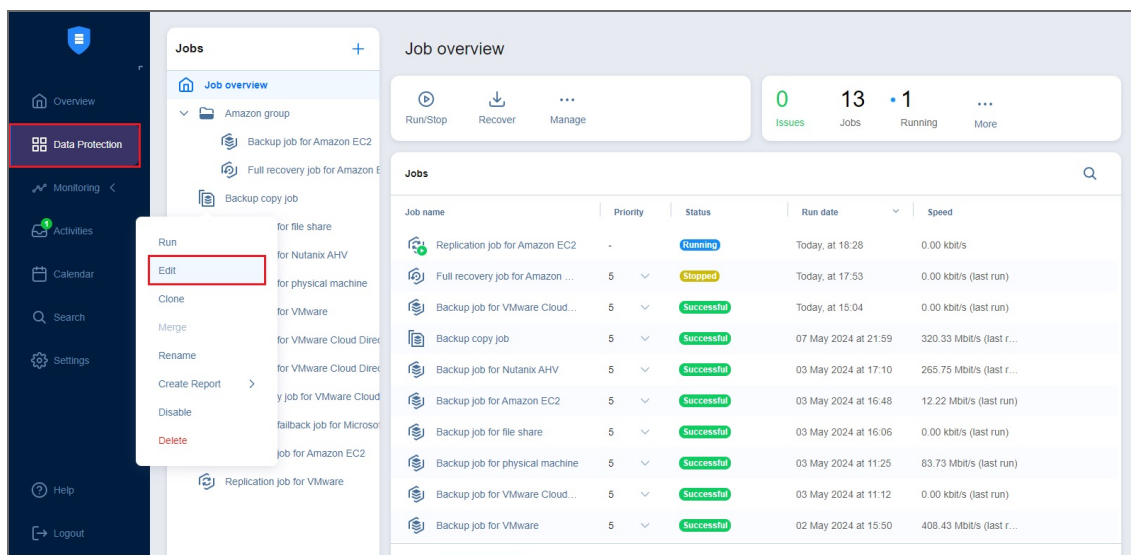 Overview
Data Protection
Monitoring
1
Activities
Calendar
Search
Settings
Help
Logout
Jobs
Job overview
Amazon group
Backup job for Amazon EC2
Full recovery job for Amazon E
Backup copy job
for file share
for Nutanix AHV
for physical machine
for VMware
for VMware Cloud Direc
for VMware Cloud Direc
y job for VMware Cloud
failback job for Microsof
job for Amazon EC2
Replication job for VMware
Run
Edit
Clone
Merge
Rename
Create Report
Disable
Delete
Job overview
Run/Stop Recover Manage
0 13 1
Issues Jobs Running More
Jobs
Job name Priority Status Run date Speed
Replication job for Amazon EC2 - Running Today, at 18:28 0.00 kbit/s
Full recovery job for Amazon ... 5 Stopped Today, at 17:53 0.00 kbit/s (last run)
Backup job for VMware Cloud... 5 Successful Today, at 15:04 0.00 kbit/s (last run)
Backup copy job 5 Successful 07 May 2024 at 21:59 320.33 Mbit/s (last r...
Backup job for Nutanix AHV 5 Successful 03 May 2024 at 17:10 265.75 Mbit/s (last r...
Backup job for Amazon EC2 5 Successful 03 May 2024 at 16:48 12.22 Mbit/s (last run)
Backup job for file share 5 Successful 03 May 2024 at 16:06 0.00 kbit/s (last run)
Backup job for physical machine 5 Successful 03 May 2024 at 11:25 83.73 Mbit/s (last run)
Backup job for VMware Cloud... 5 Successful 03 May 2024 at 11:12 0.00 kbit/s (last run)
Backup job for VMware 5 Successful 02 May 2024 at 15:50 408.43 Mbit/s (last r...